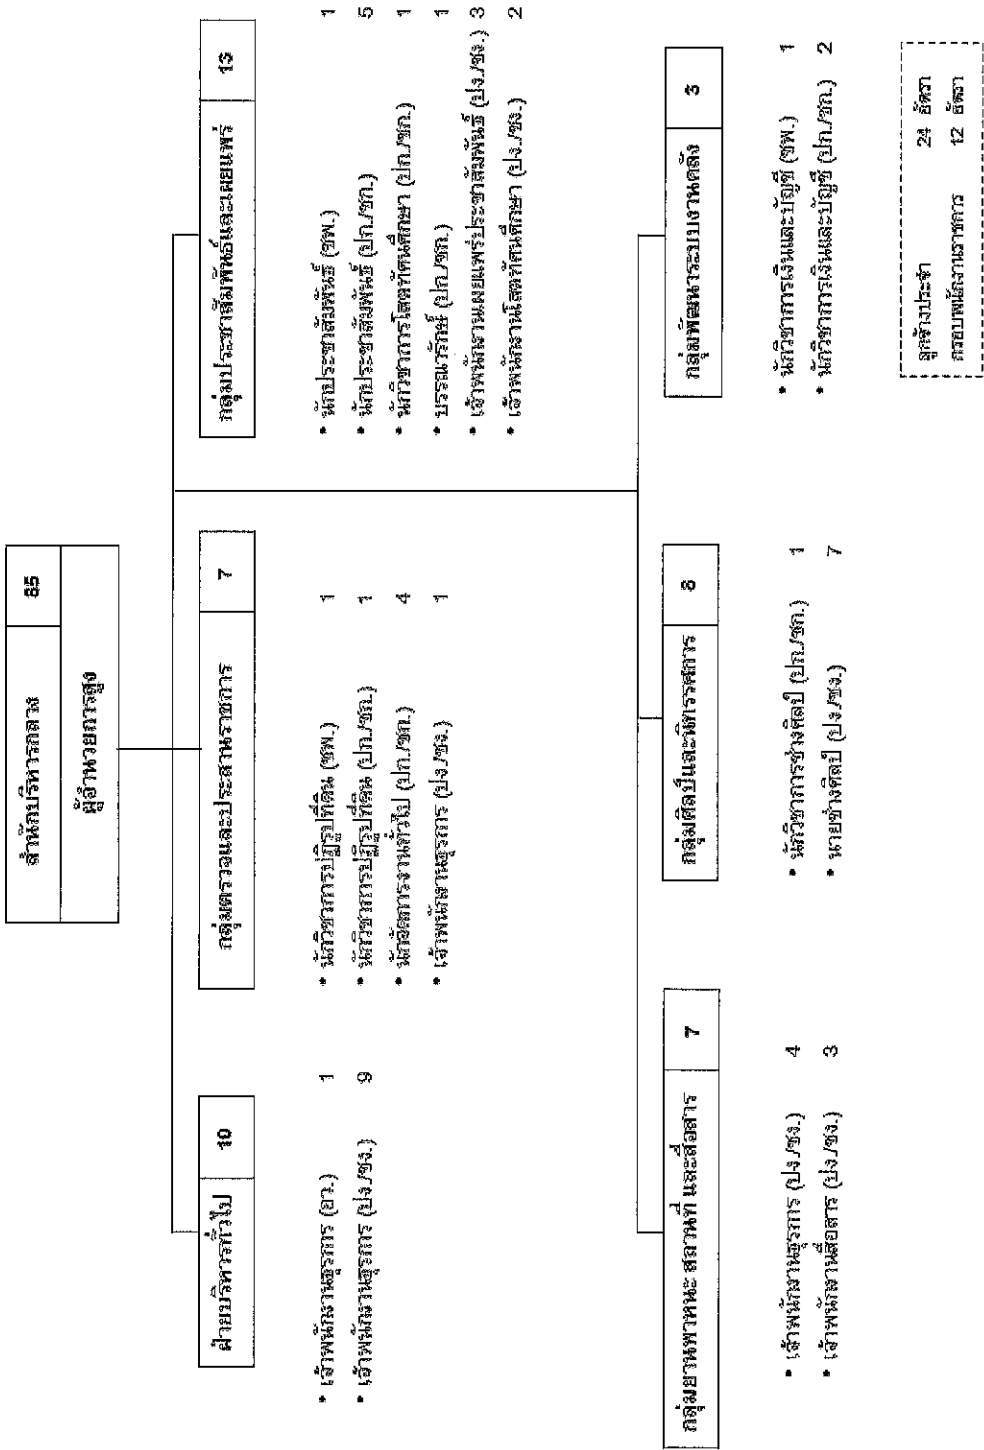 สำนักบริหารกลาง 85
ผู้อำนวยการสูง
ฝ่ายบริหารทั่วไป 10
• เจ้าพนักงานธุรการ (อว.) 1
• เจ้าพนักงานธุรการ (ปง./ชง.) 9
กลุ่มตรวจและประสานราชการ 7
• นักวิชาการปฏิรูปที่ดิน (ชพ.) 1
• นักวิชาการปฏิรูปที่ดิน (ปก./ชก.) 1
• นักจัดการงานทั่วไป (ปก./ชก.) 4
• เจ้าพนักงานธุรการ (ปง./ชง.) 1
กลุ่มประชาสัมพันธ์และเผยแพร่ 13
• นักประชาสัมพันธ์ (ชพ.) 1
• นักประชาสัมพันธ์ (ปก./ชก.) 5
• นักวิชาการโสตทัศนศึกษา (ปก./ชก.) 1
• บรรณารักษ์ (ปก./ชก.) 1
• เจ้าพนักงานเผยแพร่ประชาสัมพันธ์ (ปง./ชง.) 3
• เจ้าพนักงานโสตทัศนศึกษา (ปง./ชง.) 2
กลุ่มยานพาหนะ สถานที่ และสื่อสาร 7
• เจ้าพนักงานธุรการ (ปง./ชง.) 4
• เจ้าพนักงานสื่อสาร (ปง./ชง.) 3
กลุ่มศิลป์และนิทรรศการ 8
• นักวิชาการช่างศิลป์ (ปก./ชก.) 1
• นายช่างศิลป์ (ปง./ชง.) 7
กลุ่มพัฒนาระบบงานคลัง 3
• นักวิชาการเงินและบัญชี (ชพ.) 1
• นักวิชาการเงินและบัญชี (ปก./ชก.) 2
ลูกจ้างประจำ 24 อัตรา
กรอบพนักงานราชการ 12 อัตรา